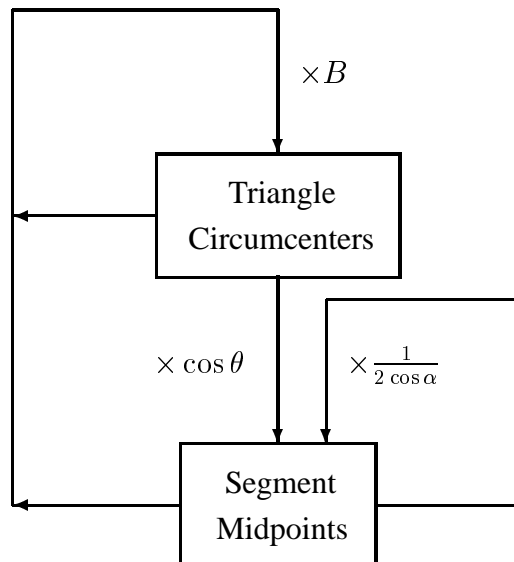 ×B
Triangle
Circumcenters
× cos θ
× 1/(2 cos α)
Segment
Midpoints